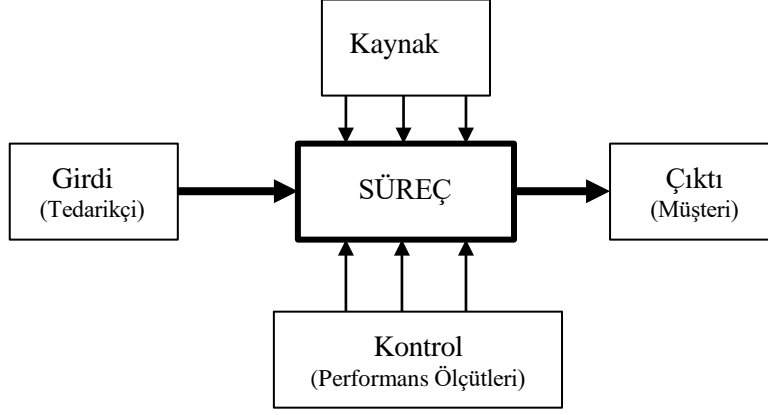 Kaynak
Girdi
(Tedarikçi)
SÜREÇ
Çıktı
(Müşteri)
Kontrol
(Performans Ölçütleri)